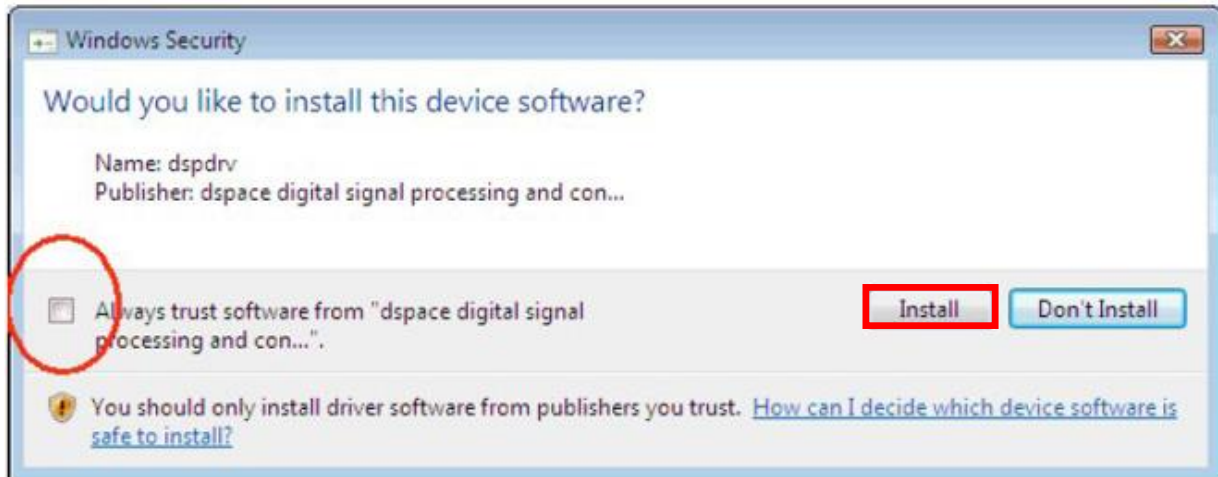 Windows Security
Would you like to install this device software?
Name: dspdrv
Publisher: dspace digital signal processing and con...
Always trust software from "dspace digital signal
processing and con...".
Install
Don't Install
You should only install driver software from publishers you trust. How can I decide which device software is
safe to install?